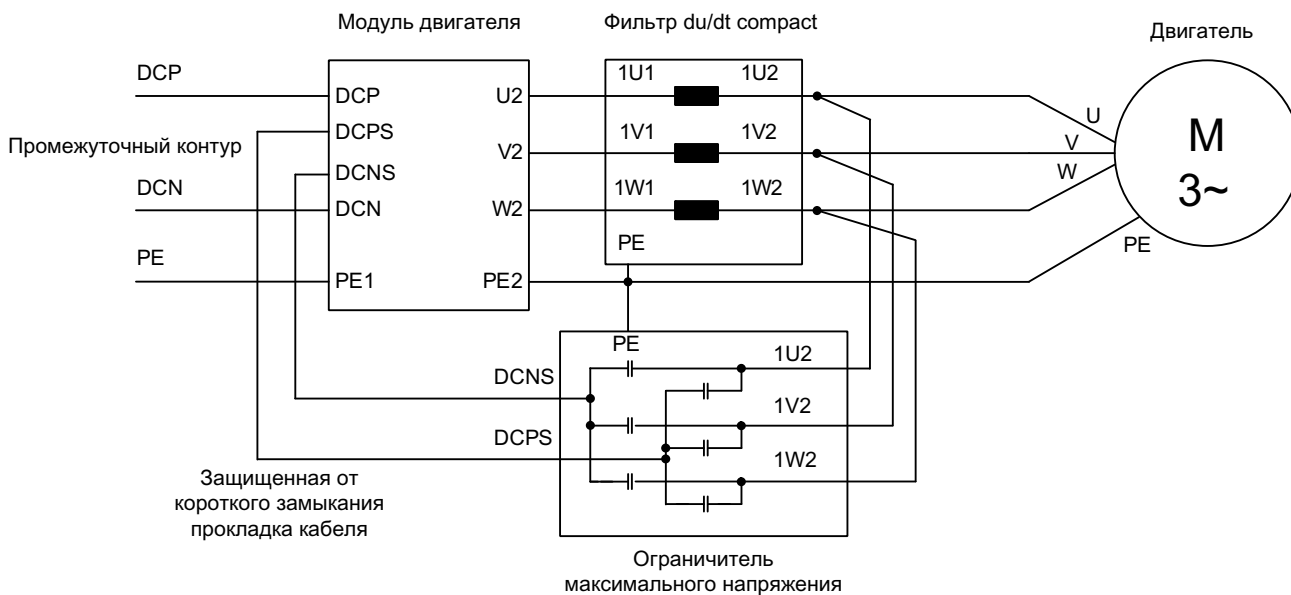 Модуль двигателя
Фильтр du/dt compact
Двигатель
DCP
DCP
U2
1U1
1U2
DCPS
U
Промежуточный контур
V2
1V1
1V2
V
M
3~
DCNS
W
DCN
DCN
W2
1W1
1W2
PE
PE
PE
PE1
PE2
PE
1U2
DCNS
1V2
DCPS
1W2
Защищенная от
короткого замыкания
прокладка кабеля
Ограничитель
максимального напряжения